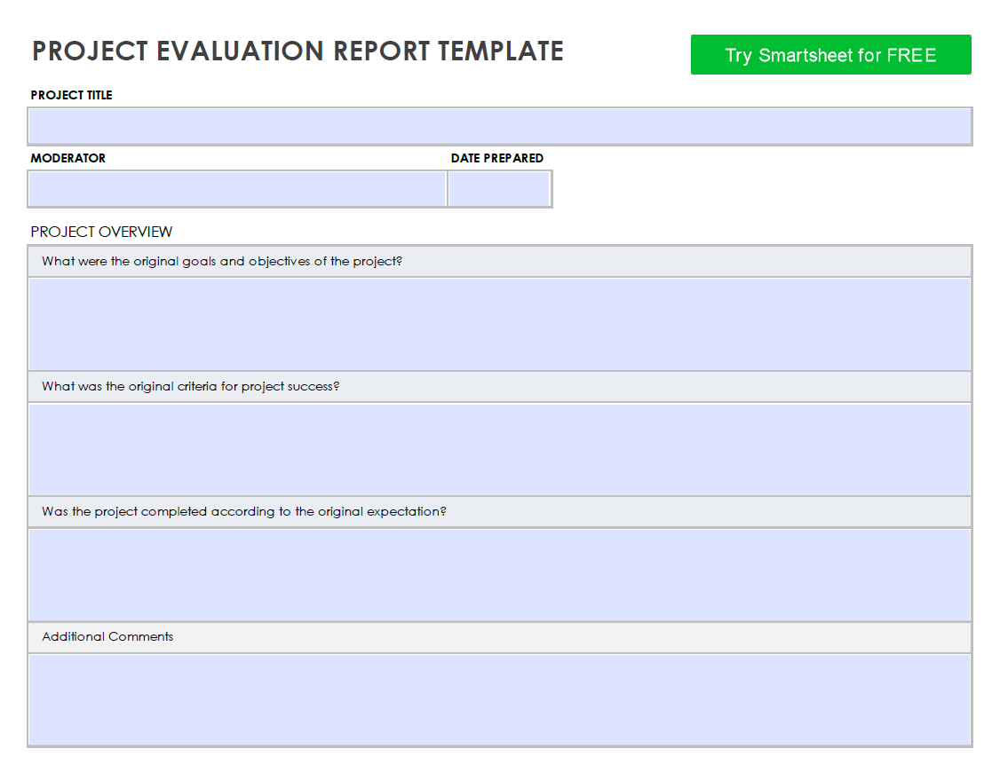 PROJECT EVALUATION REPORT TEMPLATE
Try Smartsheet for FREE
PROJECT TITLE
MODERATOR
DATE PREPARED
PROJECT OVERVIEW
What were the original goals and objectives of the project?
What was the original criteria for project success?
Was the project completed according to the original expectation?
Additional Comments